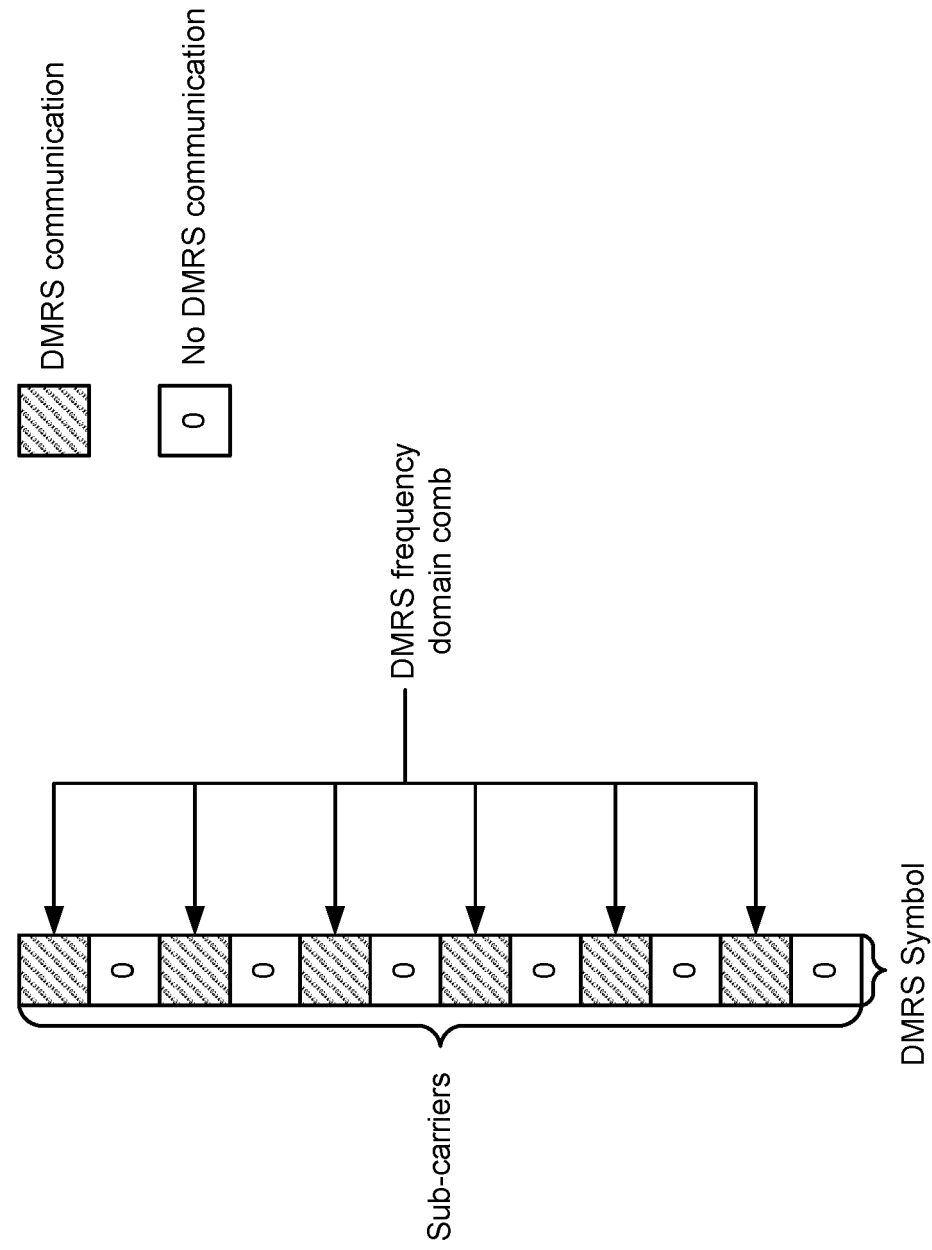 DMRS communication
0 No DMRS communication
DMRS frequency
domain comb
0
0
0
0
0
0
Sub-carriers
DMRS Symbol